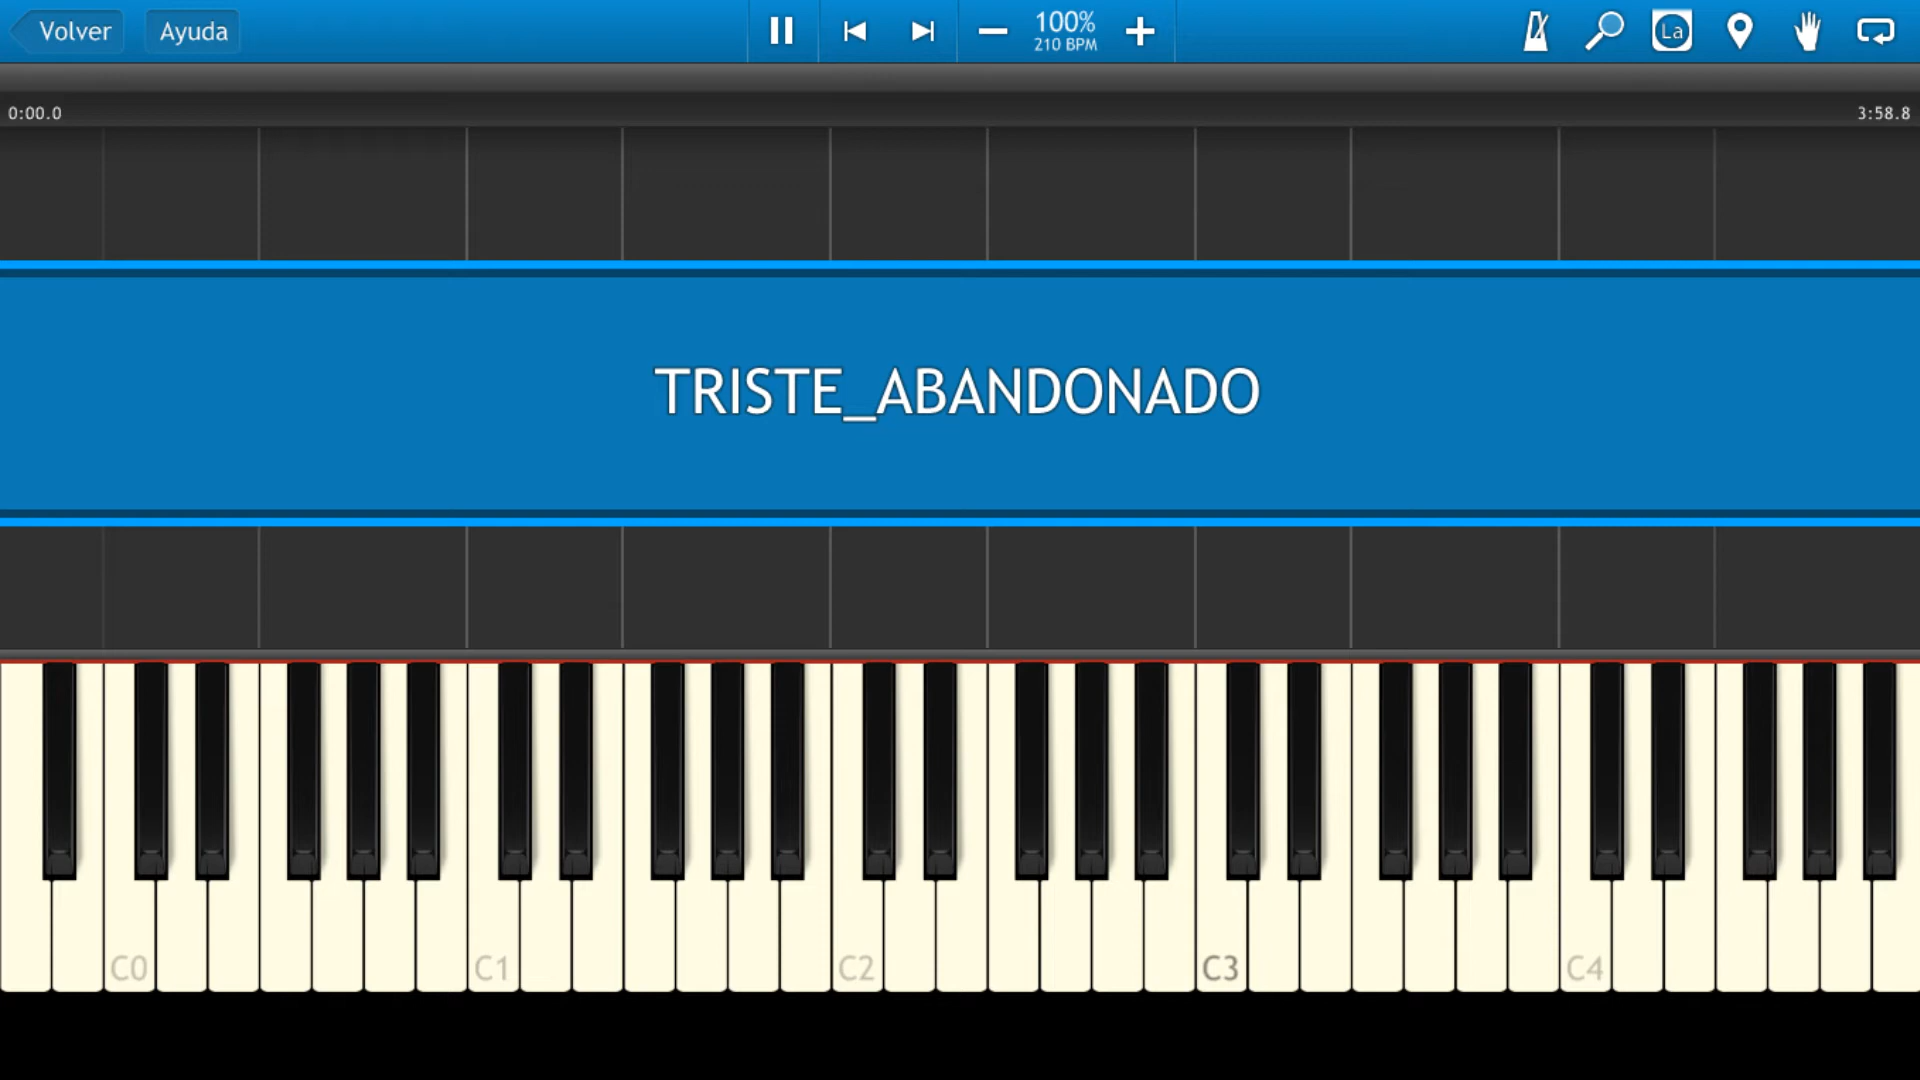 Volver
Ayuda
100%
210 BPM
La
0:00.0
3:58.8
TRISTE_ABANDONADO
C0
C1
C2
C3
C4